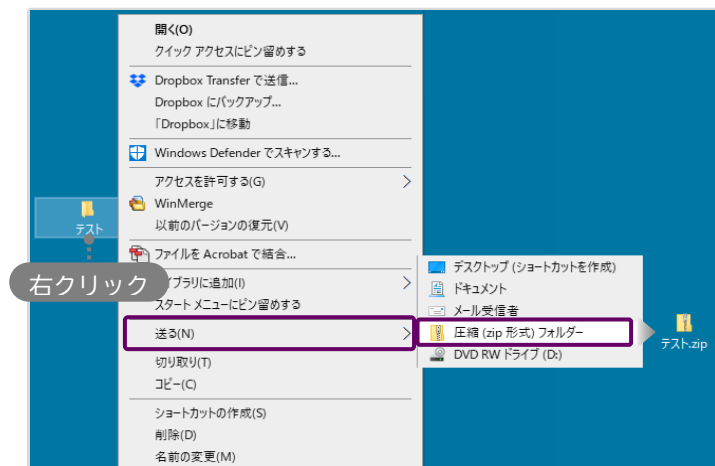 開く(O)
クイック アクセスにピン留めする
Dropbox Transfer で送信...
Dropbox にバックアップ...
「Dropbox」に移動
Windows Defender でスキャンする...
アクセスを許可する(G)
WinMerge
以前のバージョンの復元(V)
テスト
ファイルを Acrobat で結合...
右クリック
イブラリに追加(I)
スタート メニューにピン留めする
送る(N)
切り取り(T)
コピー(C)
ショートカットの作成(S)
削除(D)
名前の変更(M)
デスクトップ (ショートカットを作成)
ドキュメント
メール受信者
圧縮 (zip 形式) フォルダー
DVD RW ドライブ (D:)
テスト.zip